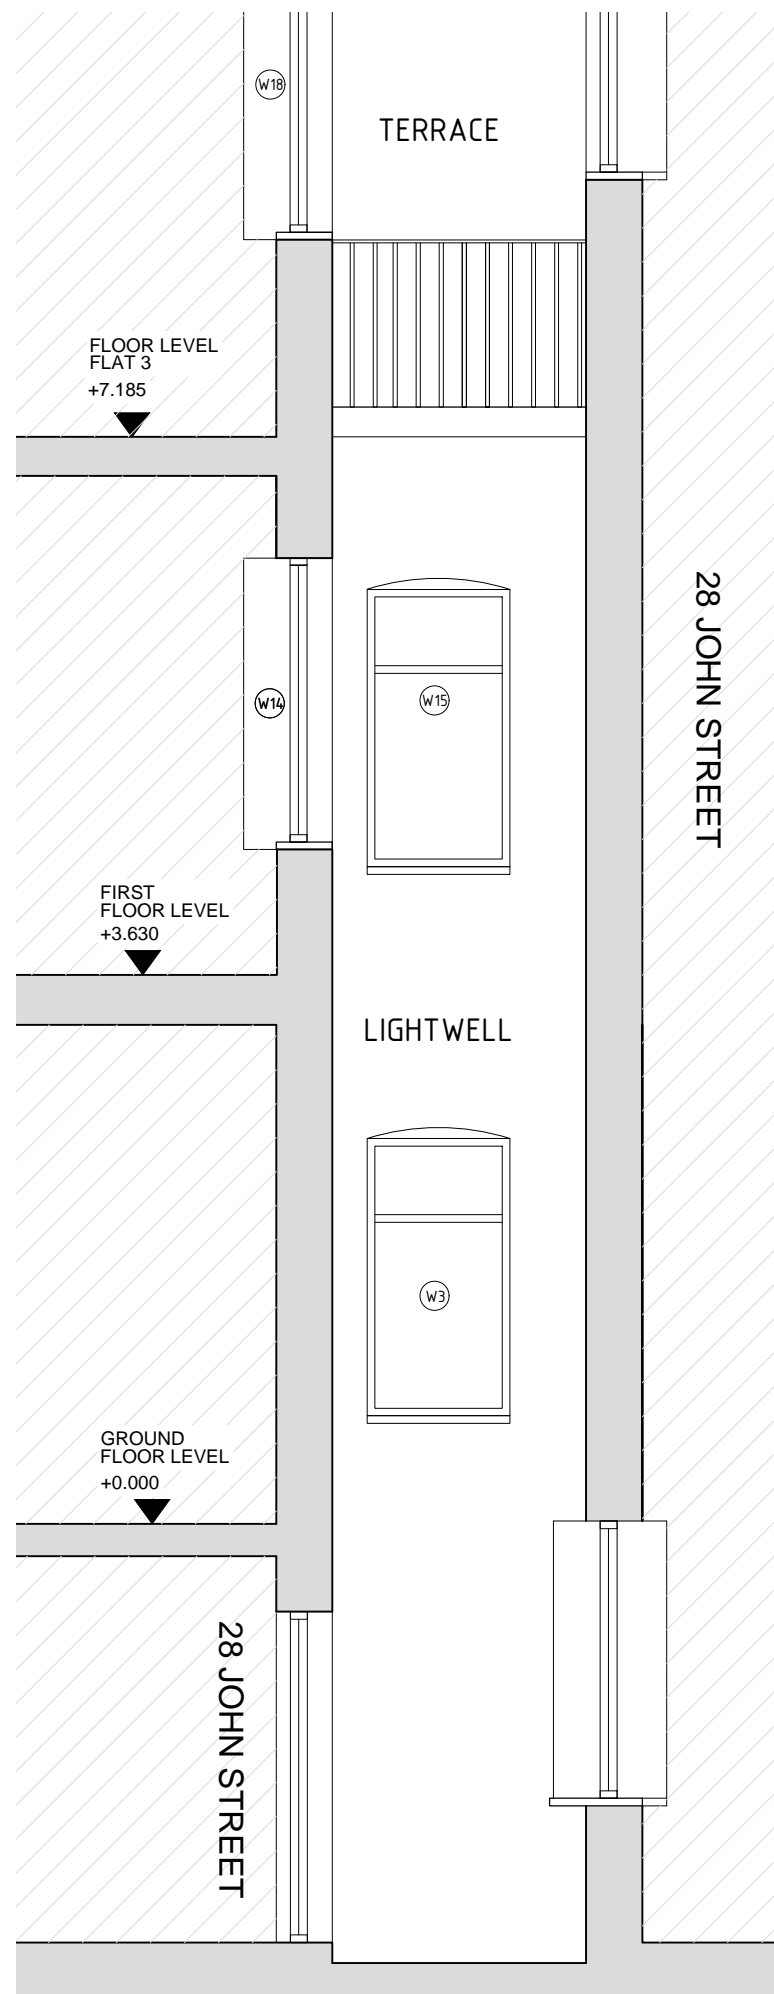 W18
TERRACE
FLOOR LEVEL
FLAT 3
+7.185
28 JOHN STREET
W14
W15
FIRST
FLOOR LEVEL
+3.630
LIGHTWELL
W3
GROUND
FLOOR LEVEL
+0.000
28 JOHN STREET